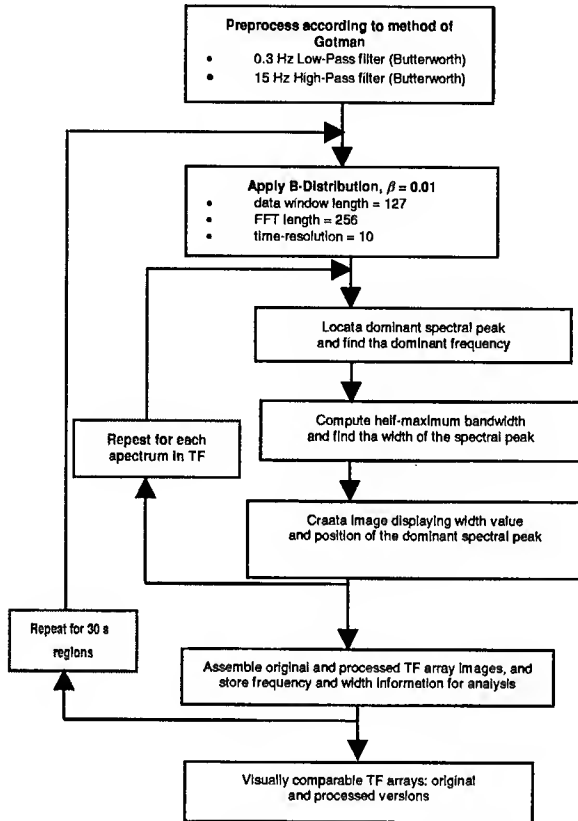 Preprocess according to method of
Gotman
• 0.3 Hz Low-Pass filter (Butterworth)
• 15 Hz High-Pass filter (Butterworth)
Apply B-Distribution, β = 0.01
• data window length = 127
• FFT length = 256
• time-resolution = 10
Locata dominant spectral peak
and find tha dominant frequency
Compute heif-maximum bandwidth
and find tha width of the spectral peak
Repeat for each
apectrum in TF
Craata image displaying width value
and position of the dominant spectral peak
Repeat for 30 s
regions
Assemble original and processed TF array images, and
store frequency and width information for analysis
Visually comparable TF arrays: original
and processed versions